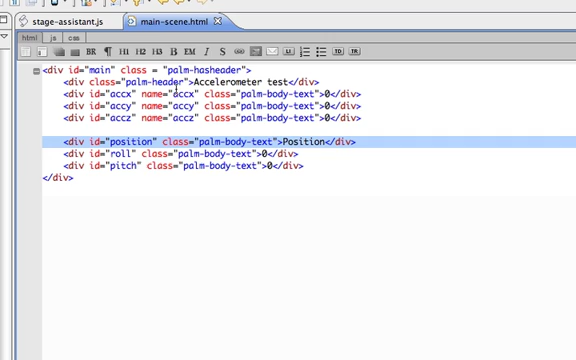 stage-assistant.js main-scene.html
html js css
BR ¶ H1 H2 H3 B EM I S LI TD TR
<div id="main" class = "palm-hasheader">
<div class="palm-header">Accelerometer test</div>
<div id="accx" name="accx" class="palm-body-text">0</div>
<div id="accy" name="accy" class="palm-body-text">0</div>
<div id="accz" name="accz" class="palm-body-text">0</div>
<div id="position" class="palm-body-text">Position</div>
<div id="roll" class="palm-body-text">0</div>
<div id="pitch" class="palm-body-text">0</div>
</div>